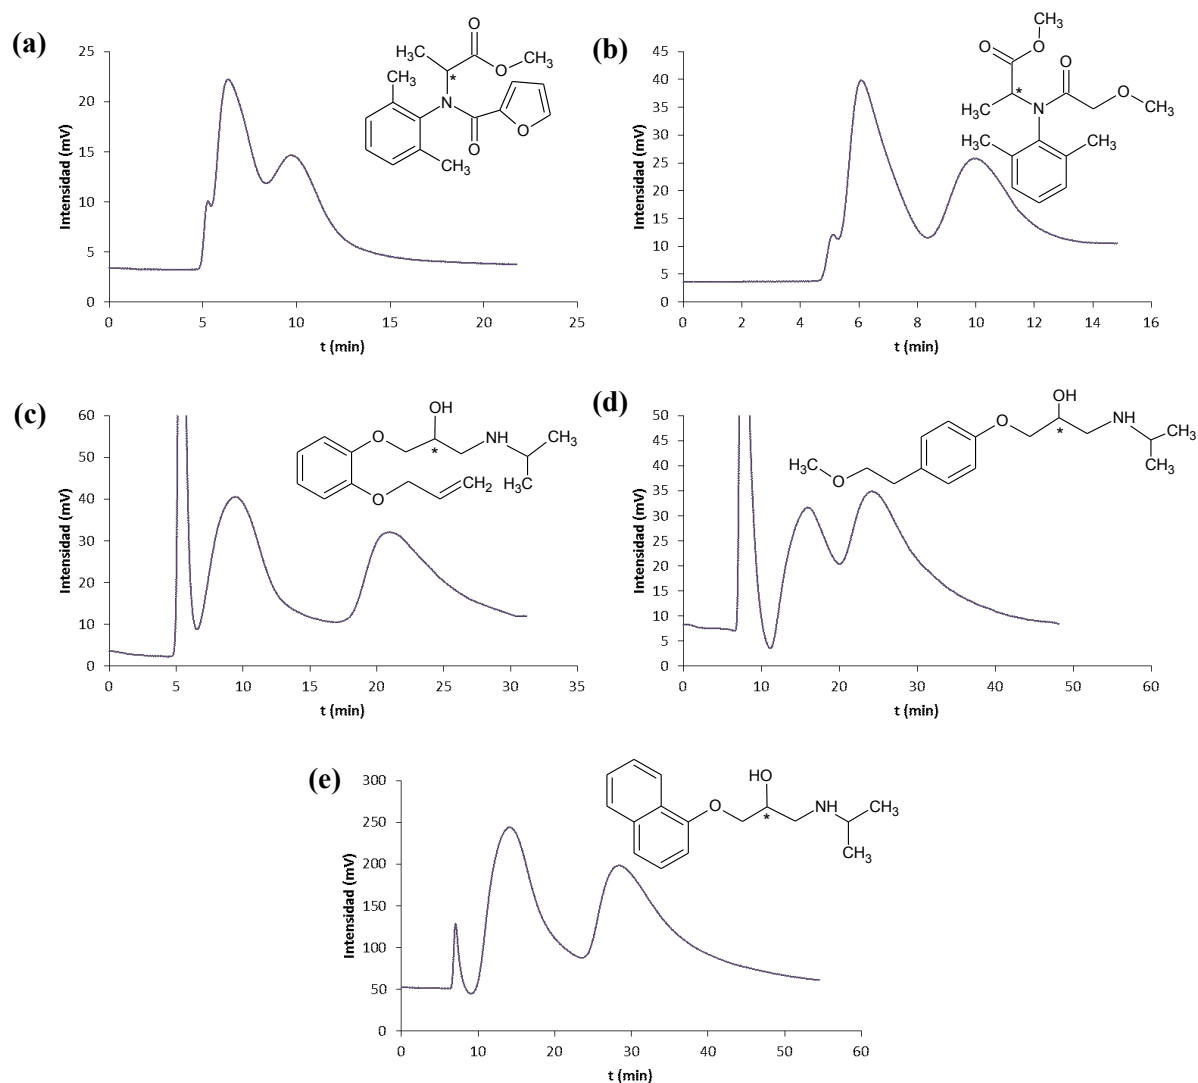 (a)
Intensidad (mV)
25
20
15
10
5
0
0 5 10 15 20 25
t (min)
O
H₃C
CH₃
O
CH₃
*
N
O
O
CH₃
(b)
Intensidad (mV)
45
40
35
30
25
20
15
10
5
0
0 2 4 6 8 10 12 14 16
t (min)
CH₃
O
O
O
*
H₃C
N
O
CH₃
H₃C
CH₃
(c)
Intensidad (mV)
60
50
40
30
20
10
0
0 5 10 15 20 25 30 35
t (min)
OH
O
*
NH
CH₃
H₃C
O
CH₂
(d)
Intensidad (mV)
50
45
40
35
30
25
20
15
10
5
0
0 10 20 30 40 50 60
t (min)
OH
O
*
NH
CH₃
CH₃
H₃C
O
(e)
Intensidad (mV)
300
250
200
150
100
50
0
0 10 20 30 40 50 60
t (min)
HO
O
*
NH
CH₃
CH₃